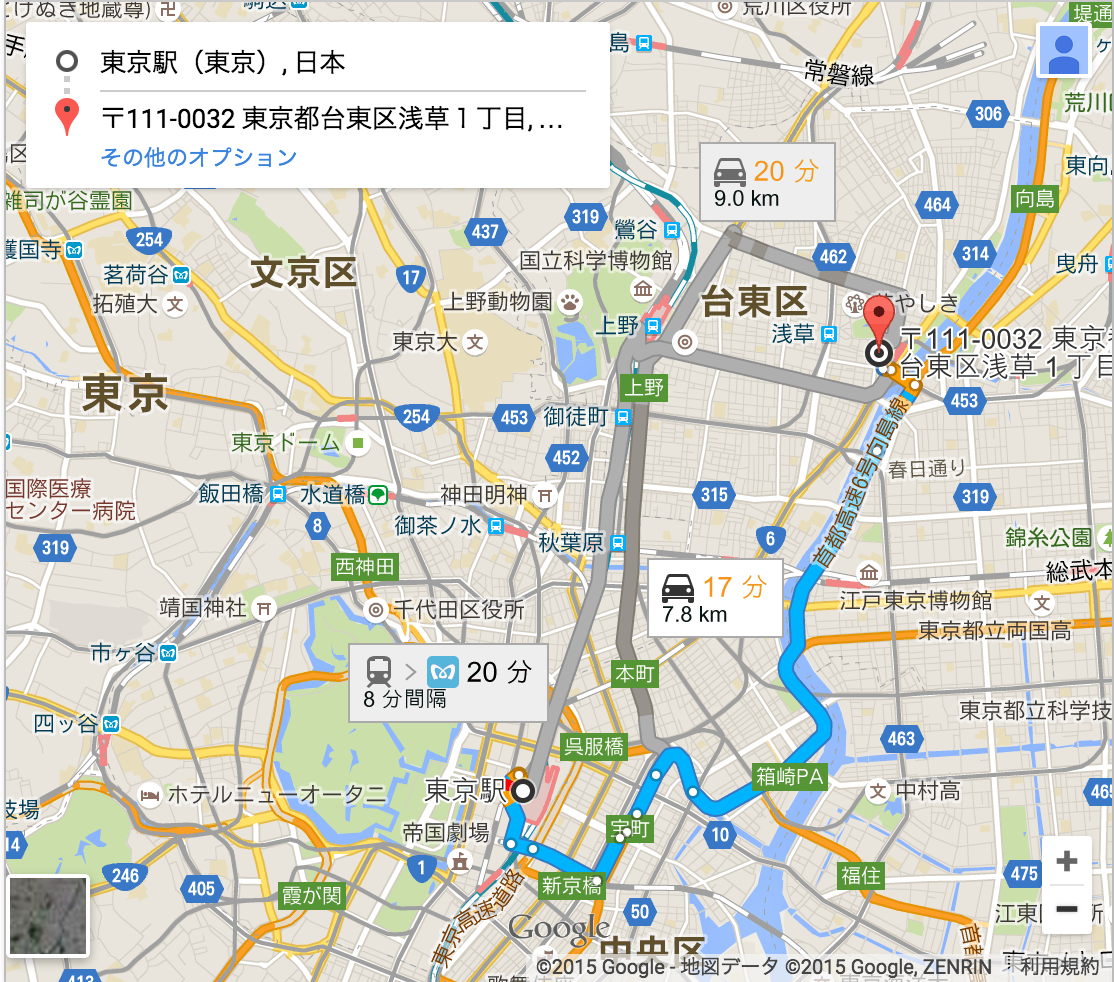 荒川区役所
堤通
東京駅（東京）, 日本
〒111-0032 東京都台東区浅草１丁目, ...
その他のオプション
島
常磐線
306
荒川
東向
雑司が谷霊園
20 分
9.0 km
464
向島
護国寺
254
437
319
鶯谷
462
314
曳舟
茗荷谷
文京区
17
国立科学博物館
拓殖大
上野動物園
台東区
やしき
上野
浅草
東京大
〒111-0032 東京
台東区浅草１丁目
東京
上野
254
453
御徒町
453
東京ドーム
452
首都高速6号向島線
春日通り
国際医療
センター病院
飯田橋
水道橋
神田明神
315
319
8
御茶ノ水
秋葉原
6
錦糸公園
319
西神田
総武本
17 分
7.8 km
靖国神社
千代田区役所
江戸東京博物館
東京都立両国高
市ヶ谷
20 分
8 分間隔
本町
四ッ谷
東京都立科学技
呉服橋
463
東京駅
箱崎PA
ホテルニューオータニ
中村高
465
帝国劇場
宝町
10
14
246
1
405
新京橋
福住
475
霞が関
東京高速道路
50
Google
中央区
江東
413
©2015 Google - 地図データ ©2015 Google, ZENRIN
利用規約